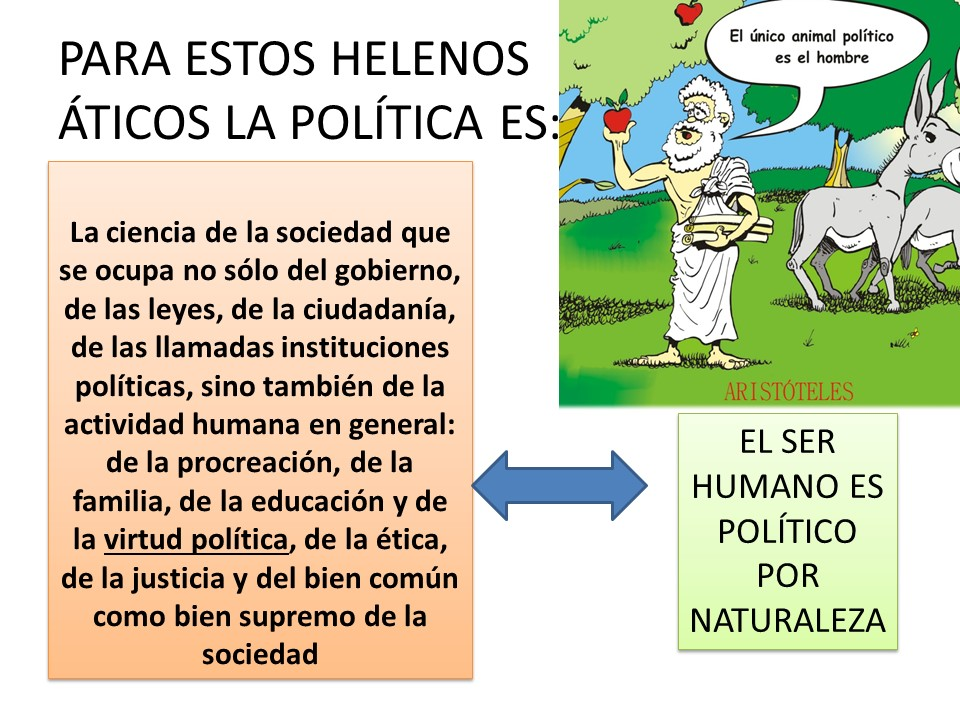 PARA ESTOS HELENOS
ÁTICOS LA POLÍTICA ES:
El único animal político
es el hombre
La ciencia de la sociedad que
se ocupa no sólo del gobierno,
de las leyes, de la ciudadanía,
de las llamadas instituciones
políticas, sino también de la
actividad humana en general:
de la procreación, de la
familia, de la educación y de
la virtud política, de la ética,
de la justicia y del bien común
como bien supremo de la
sociedad
ARISTÓTELES
EL SER
HUMANO ES
POLÍTICO
POR
NATURALEZA